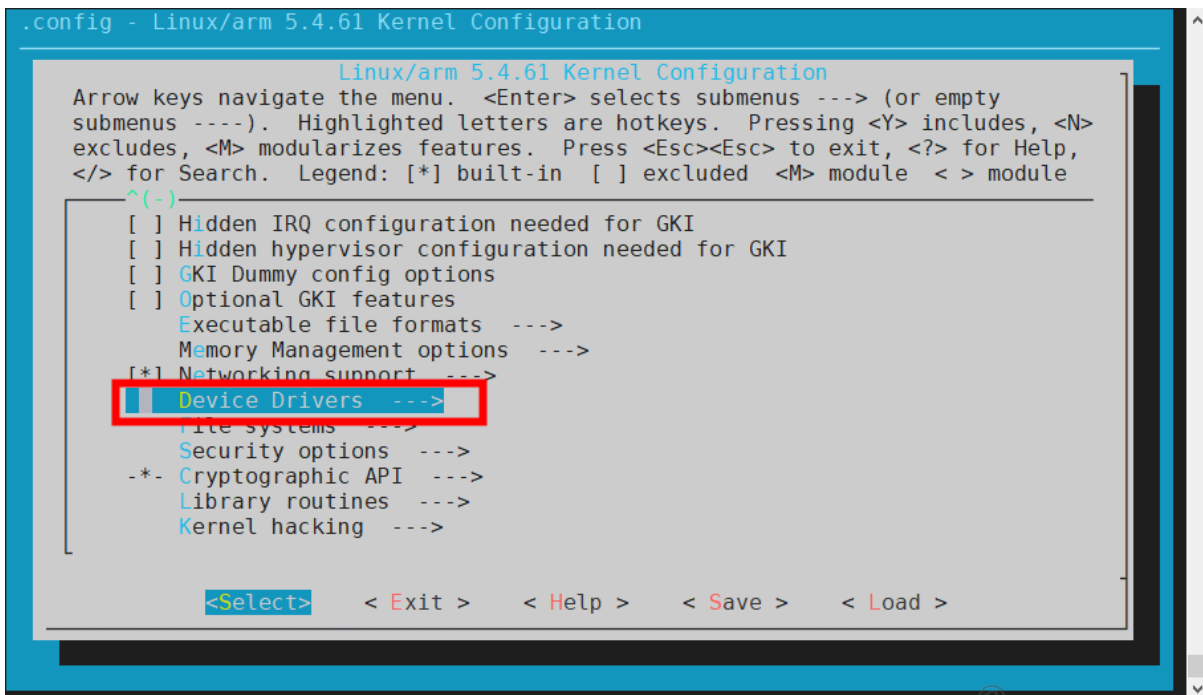 .config - Linux/arm 5.4.61 Kernel Configuration
Linux/arm 5.4.61 Kernel Configuration
Arrow keys navigate the menu.  <Enter> selects submenus ---> (or empty
submenus ----).  Highlighted letters are hotkeys.  Pressing <Y> includes, <N>
excludes, <M> modularizes features.  Press <Esc><Esc> to exit, <?> for Help,
</> for Search.  Legend: [*] built-in  [ ] excluded  <M> module  < > module
^(-)
[ ] Hidden IRQ configuration needed for GKI
[ ] Hidden hypervisor configuration needed for GKI
[ ] GKI Dummy config options
[ ] Optional GKI features
Executable file formats  --->
Memory Management options  --->
[*] Networking support  --->
Device Drivers  --->
File systems  --->
Security options  --->
-*- Cryptographic API  --->
Library routines  --->
Kernel hacking  --->
<Select>    < Exit >    < Help >    < Save >    < Load >